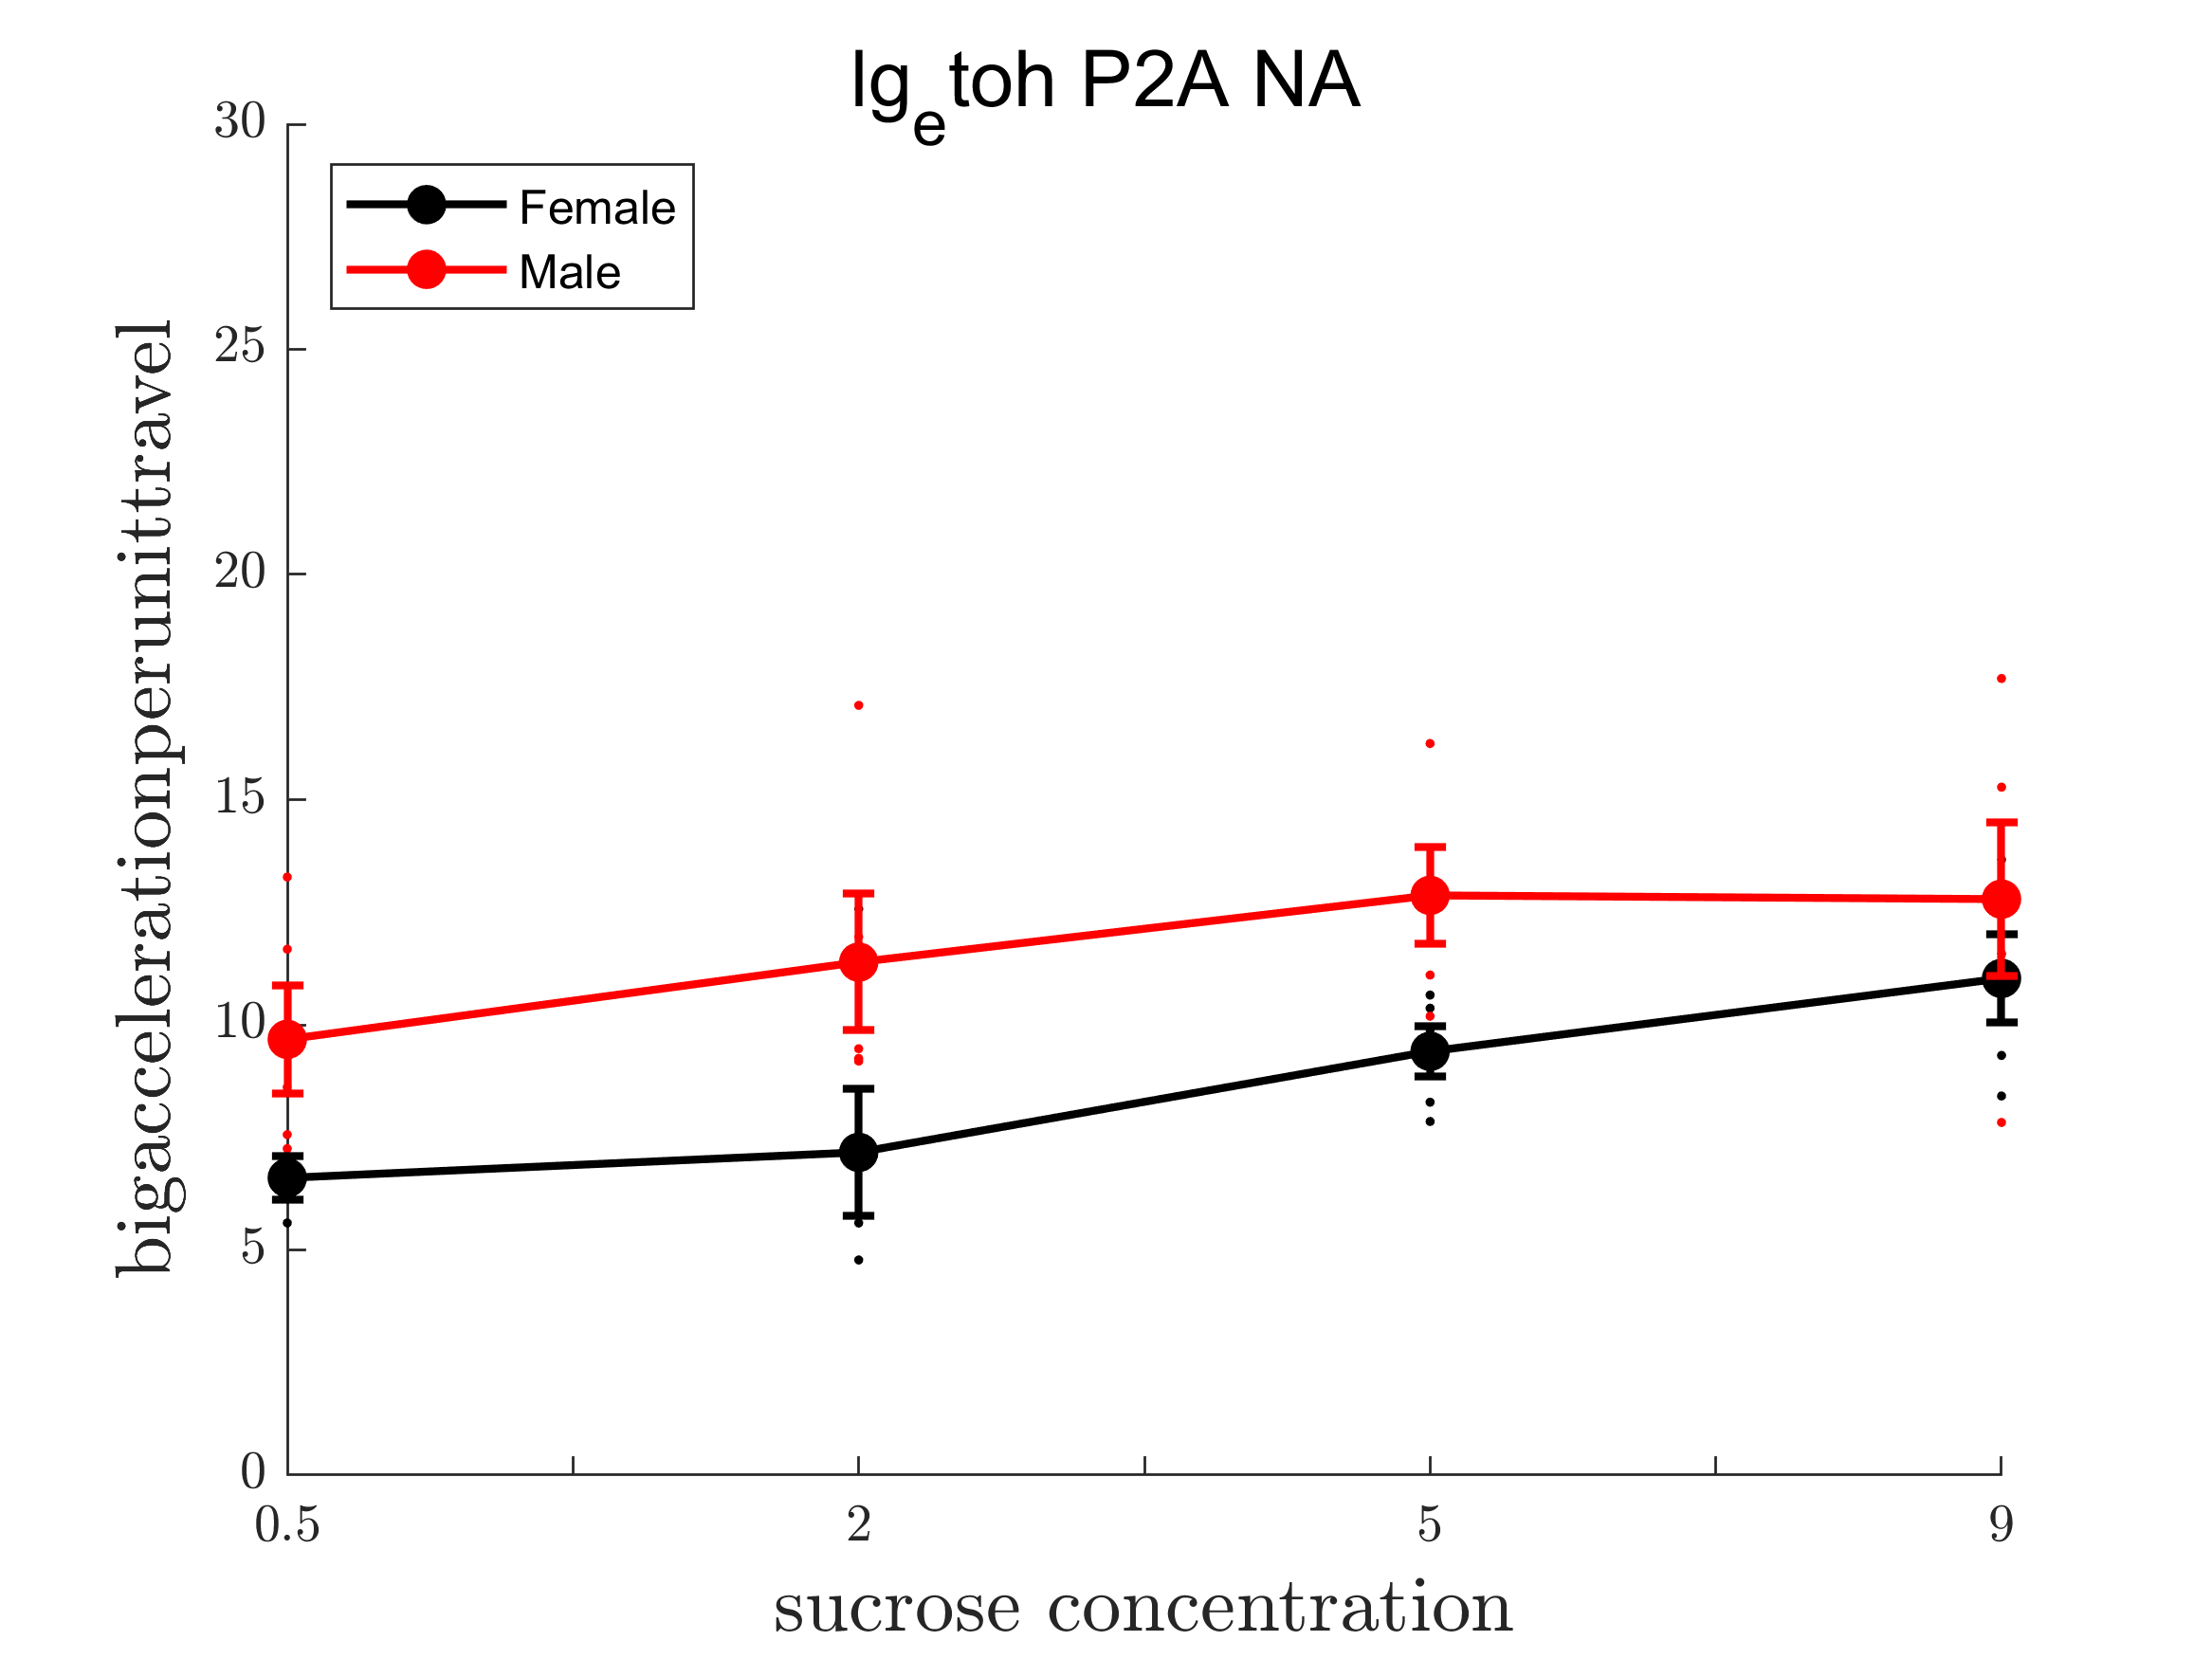 lg_etoh P2A NA
30
25
20
15
10
5
0
Female
Male
bigaccelerationperunittravel
0.5 2 5 9
sucrose concentration